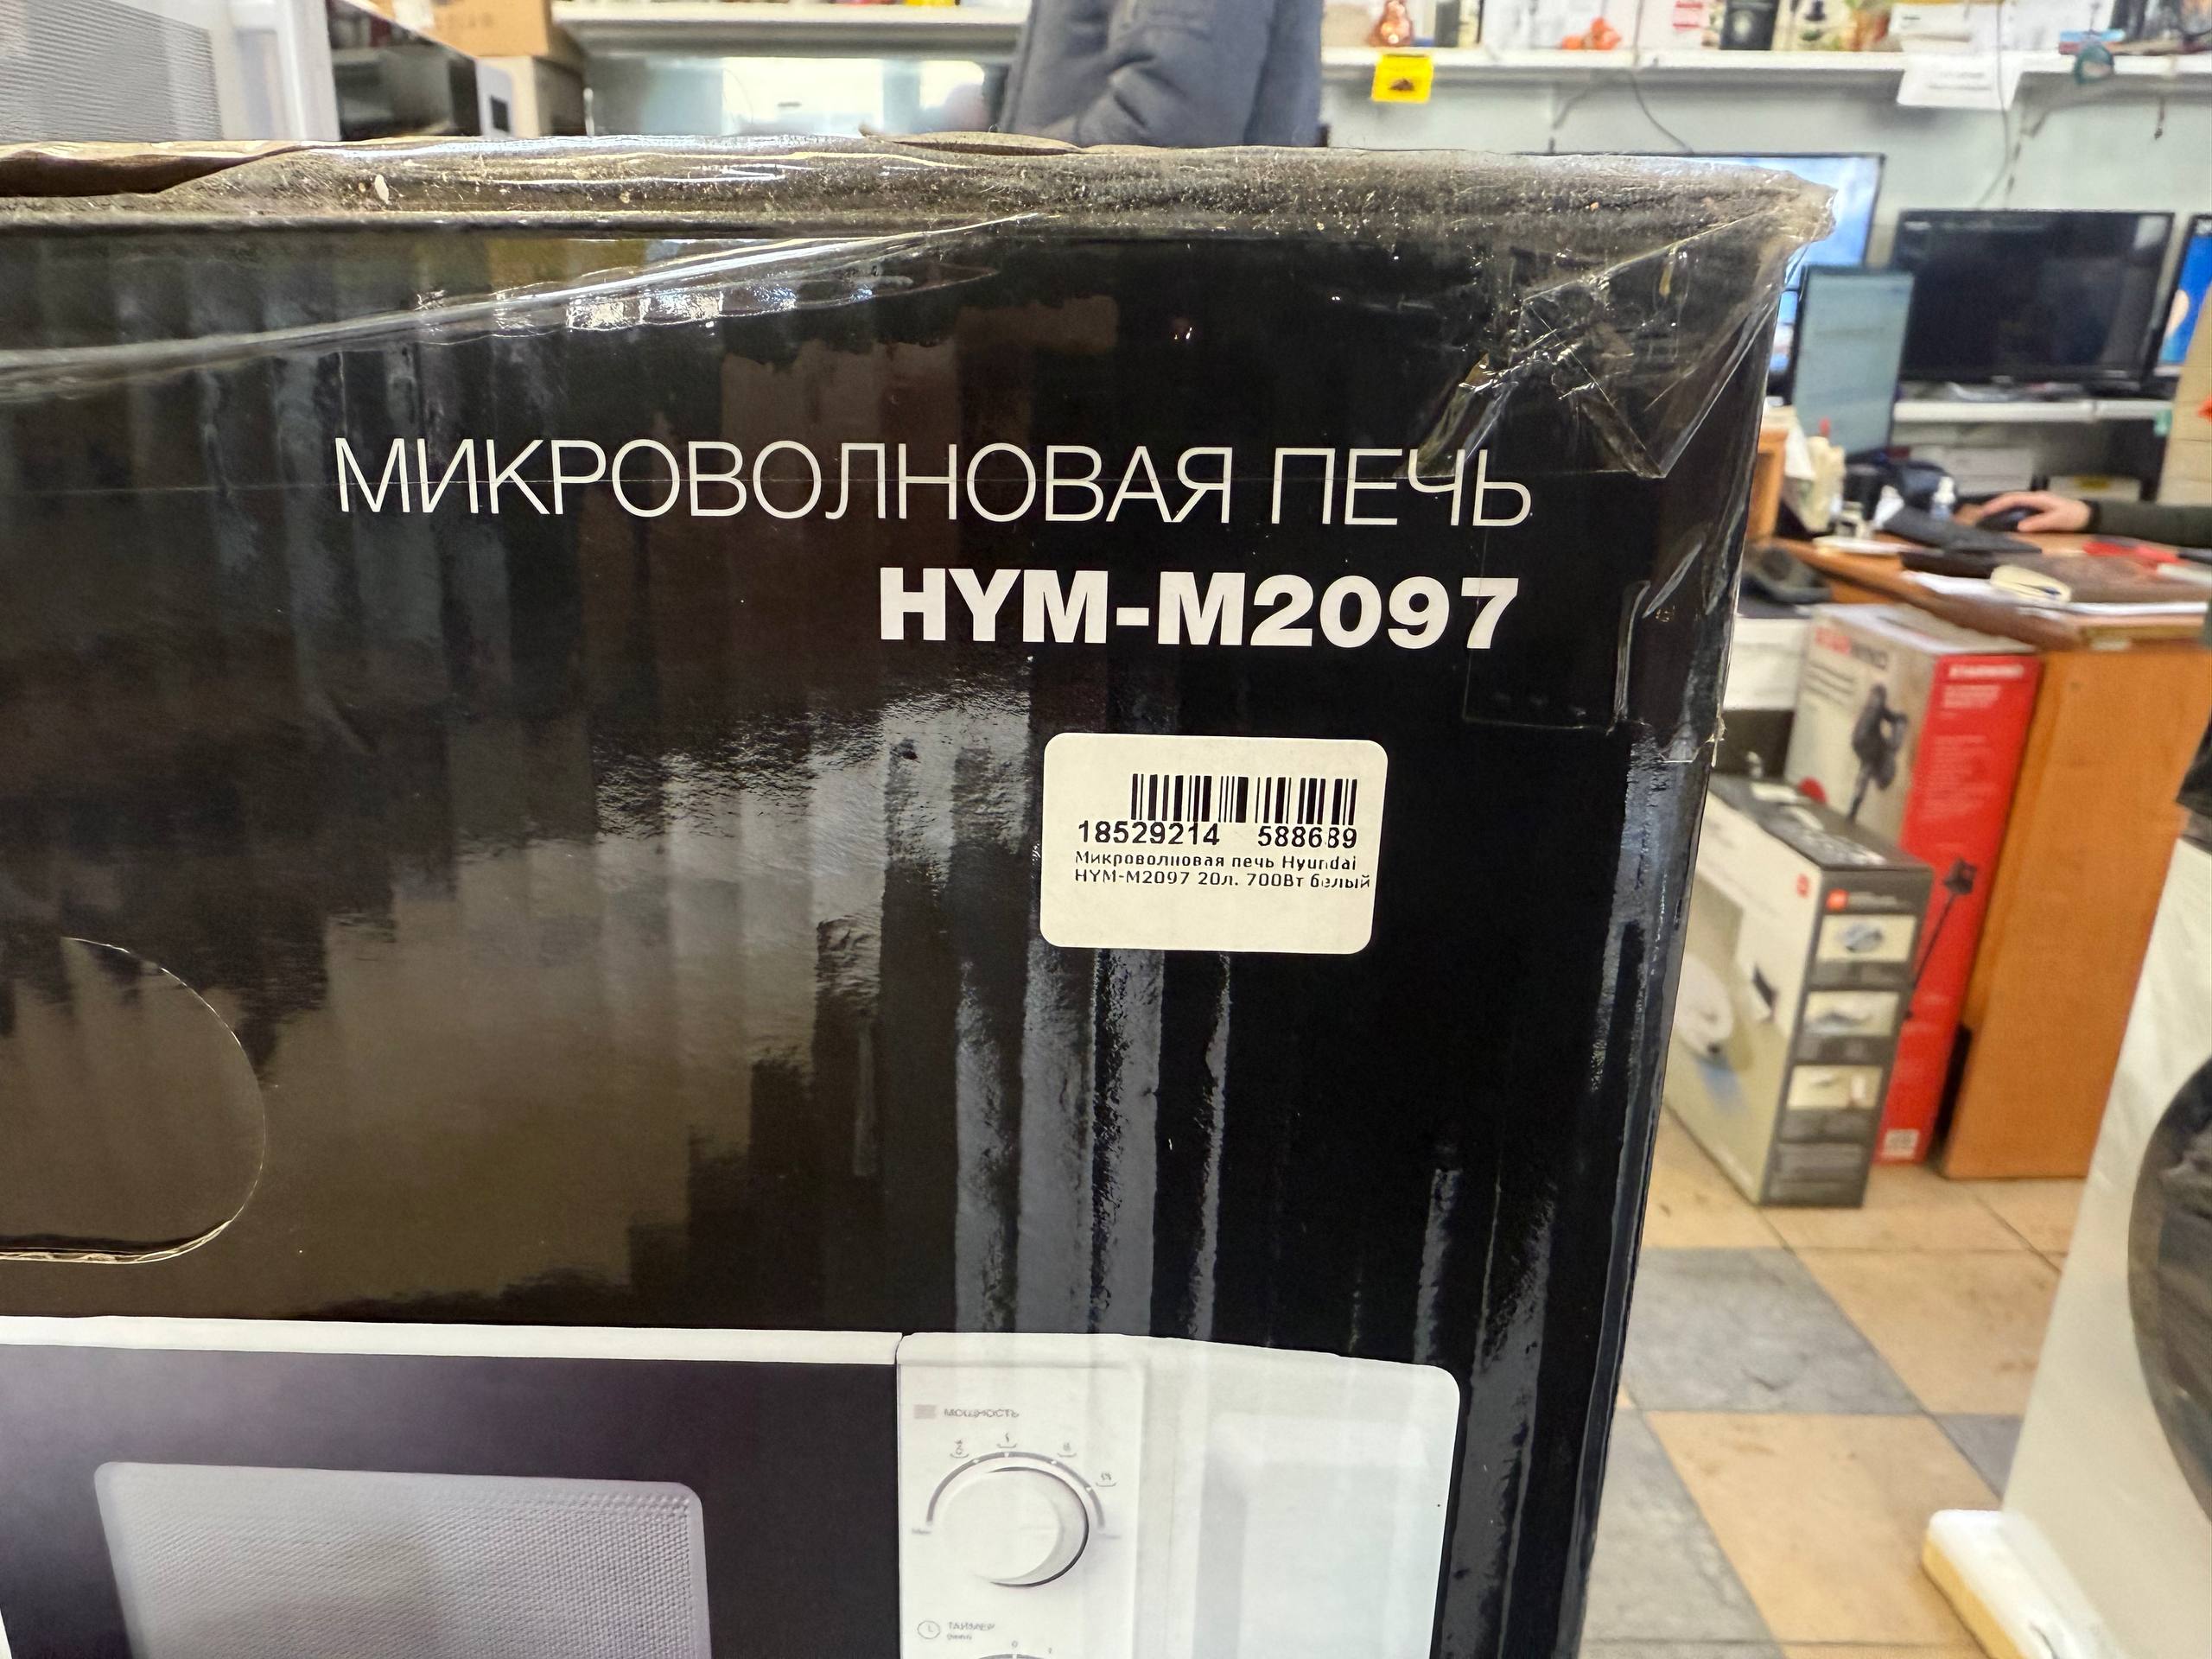 МИКРОВОЛНОВАЯ ПЕЧЬ
HYM-M2097
18529214 588689
Микроволновая печь Hyundai
HYM-M2097 20л. 700Вт белый
МОЩНОСТЬ
ТАЙМЕР